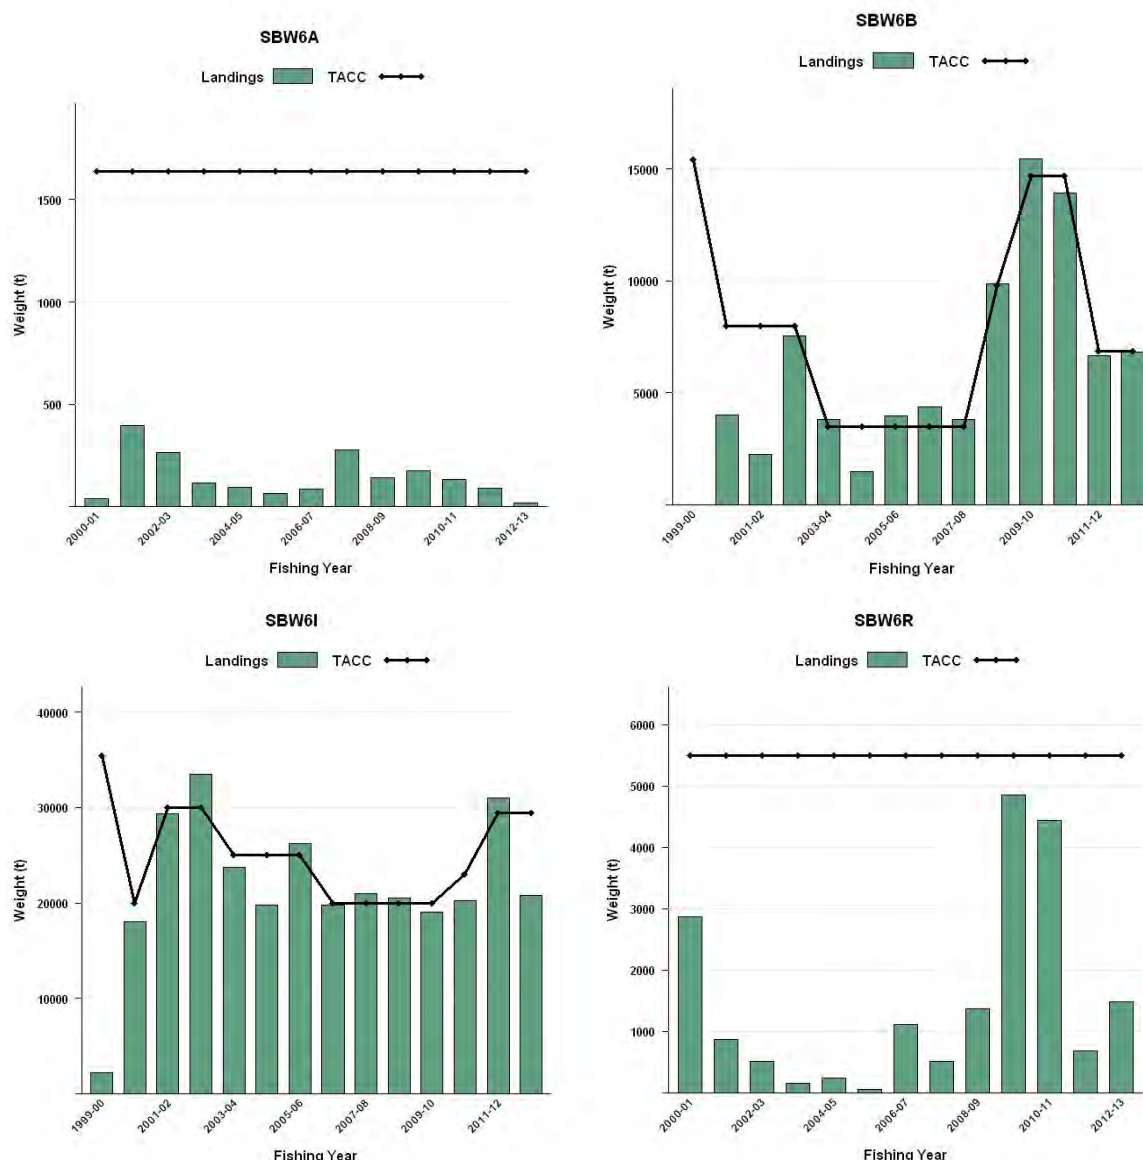 SBW6A
Landings TACC
Weight (t)
1500
1000
500
2000-01
2002-03
2004-05
2006-07
2008-09
2010-11
2012-13
Fishing Year
SBW6B
Landings TACC
Weight (t)
15000
10000
5000
1999-00
2001-02
2003-04
2005-06
2007-08
2009-10
2011-12
Fishing Year
SBW6I
Landings TACC
Weight (t)
40000
30000
20000
10000
1999-00
2001-02
2003-04
2005-06
2007-08
2009-10
2011-12
Fishing Year
SBW6R
Landings TACC
Weight (t)
6000
5000
4000
3000
2000
1000
2000-01
2002-03
2004-05
2006-07
2008-09
2010-11
2012-13
Fishing Year